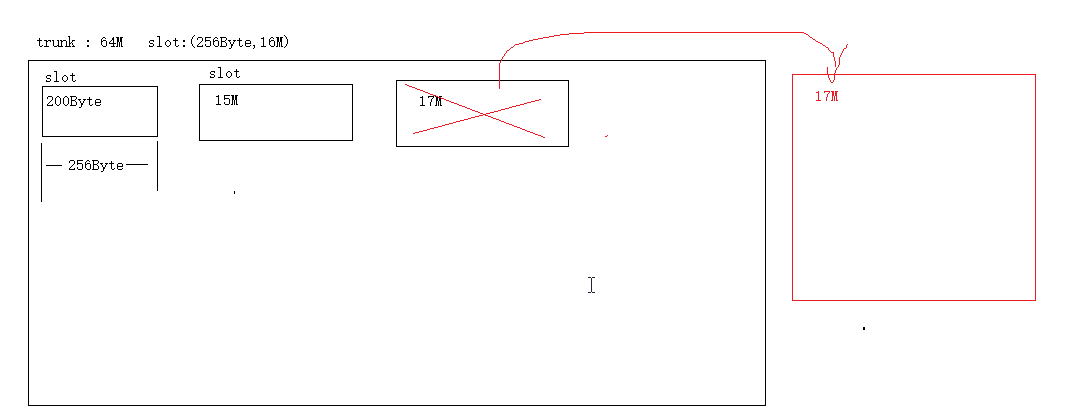 trunk : 64M slot:(256Byte,16M)
slot
slot
200Byte
15M
17M
17M
256Byte